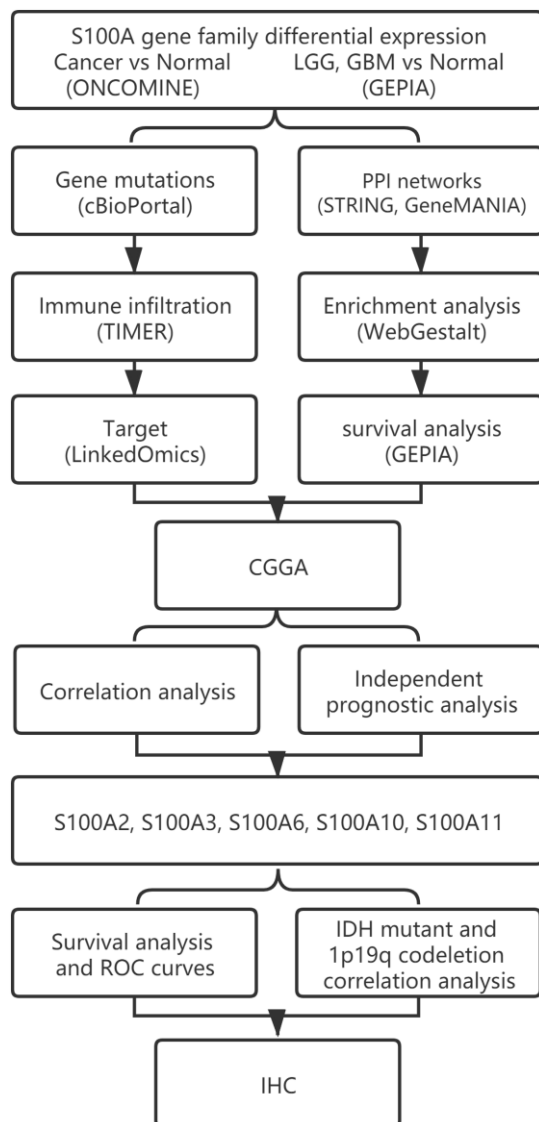 S100A gene family differential expression
Cancer vs Normal LGG, GBM vs Normal
(ONCOMINE) (GEPIA)
Gene mutations
(cBioPortal)
PPI networks
(STRING, GeneMANIA)
Immune infiltration
(TIMER)
Enrichment analysis
(WebGestalt)
Target
(LinkedOmics)
survival analysis
(GEPIA)
CGGA
Correlation analysis
Independent
prognostic analysis
S100A2, S100A3, S100A6, S100A10, S100A11
Survival analysis
and ROC curves
IDH mutant and
1p19q codeletion
correlation analysis
IHC